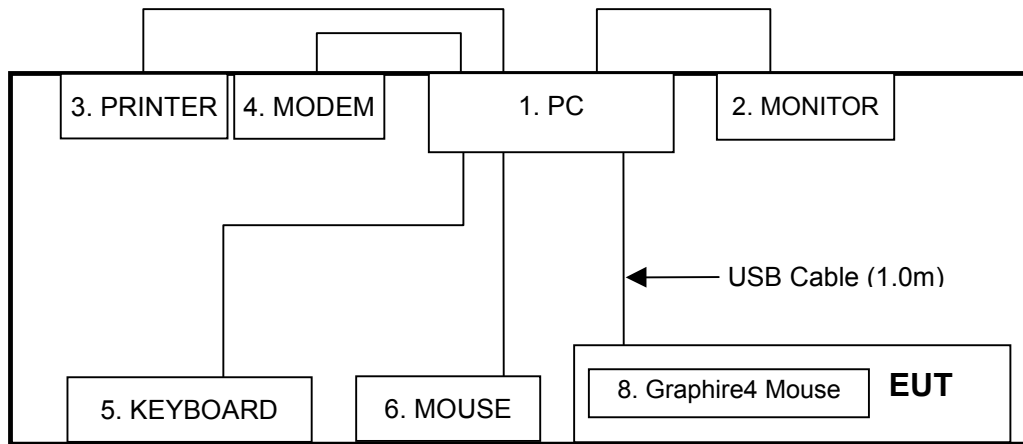 3. PRINTER
4. MODEM
1. PC
2. MONITOR
USB Cable (1.0m)
5. KEYBOARD
6. MOUSE
8. Graphire4 Mouse
EUT